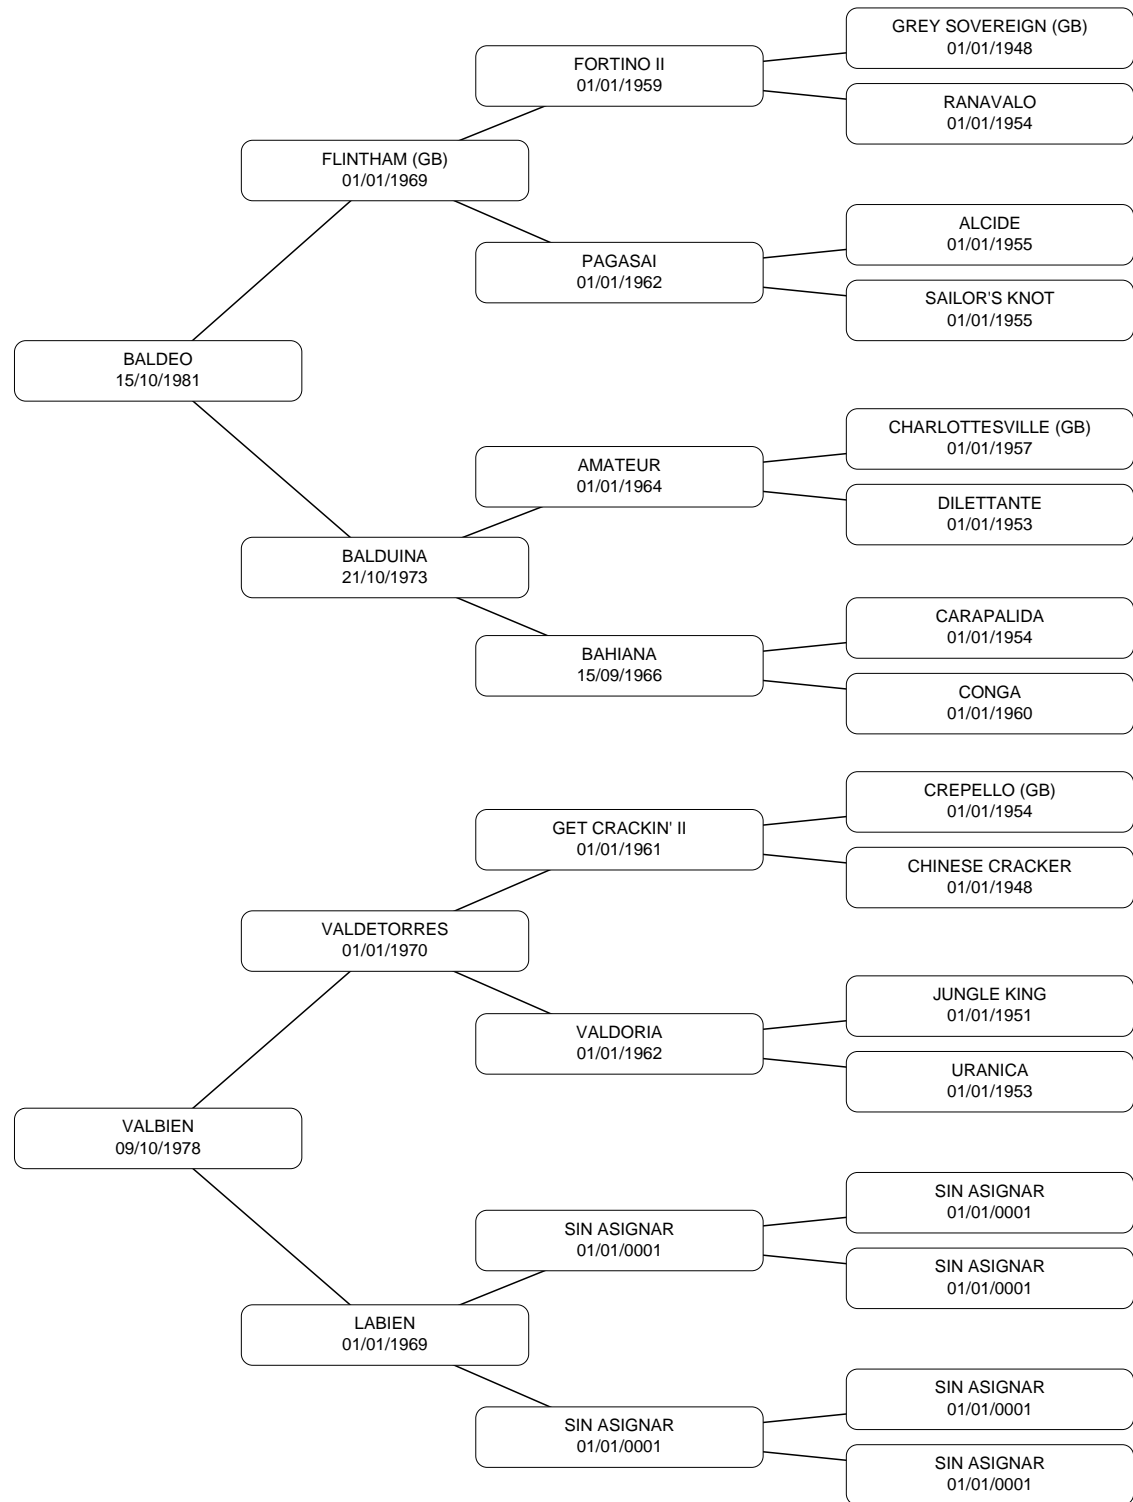 GREY SOVEREIGN (GB)
01/01/1948
FORTINO II
01/01/1959
RANAVALO
01/01/1954
FLINTHAM (GB)
01/01/1969
ALCIDE
01/01/1955
PAGASAI
01/01/1962
SAILOR'S KNOT
01/01/1955
BALDEO
15/10/1981
CHARLOTTESVILLE (GB)
01/01/1957
AMATEUR
01/01/1964
DILETTANTE
01/01/1953
BALDUINA
21/10/1973
CARAPALIDA
01/01/1954
BAHIANA
15/09/1966
CONGA
01/01/1960
CREPELLO (GB)
01/01/1954
GET CRACKIN' II
01/01/1961
CHINESE CRACKER
01/01/1948
VALDETORRES
01/01/1970
JUNGLE KING
01/01/1951
VALDORIA
01/01/1962
URANICA
01/01/1953
VALBIEN
09/10/1978
SIN ASIGNAR
01/01/0001
SIN ASIGNAR
01/01/0001
SIN ASIGNAR
01/01/0001
LABIEN
01/01/1969
SIN ASIGNAR
01/01/0001
SIN ASIGNAR
01/01/0001
SIN ASIGNAR
01/01/0001